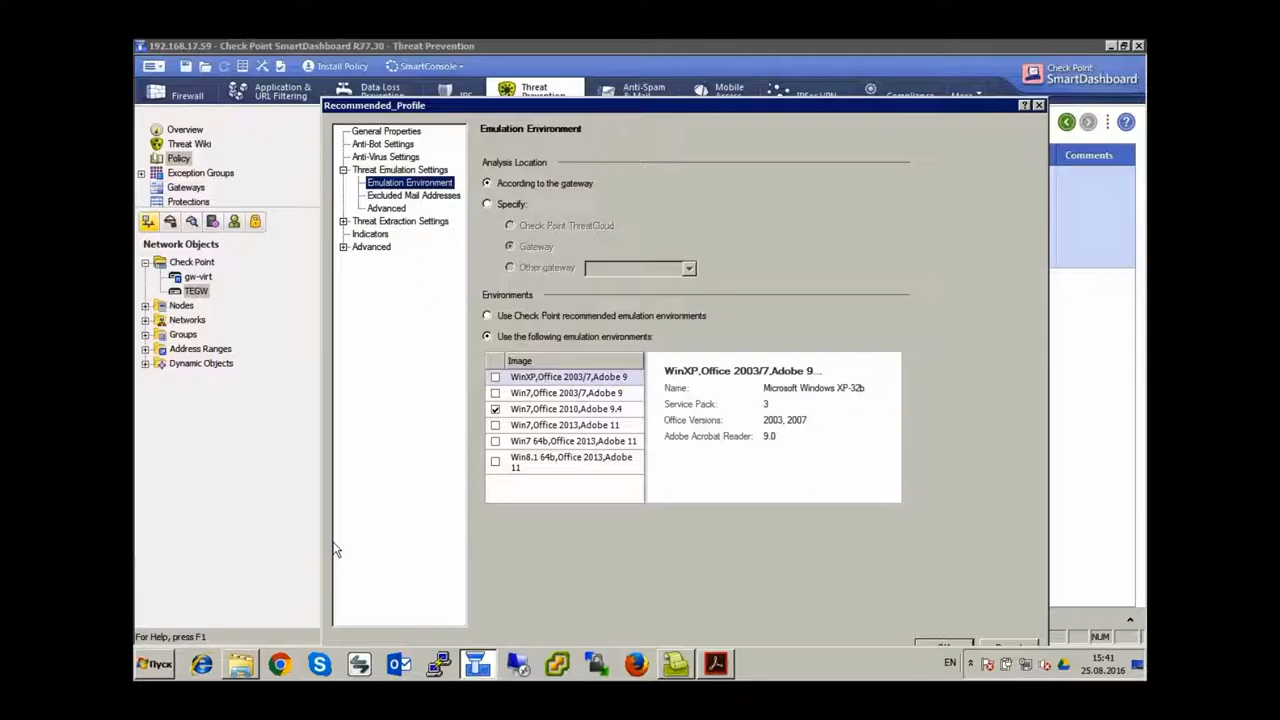 192.168.17.59 - Check Point SmartDashboard R77.30 - Threat Prevention
Install Policy
SmartConsole
Check Point
SmartDashboard
Firewall
Application &
URL Filtering
Data Loss
Threat
Anti-Spam
& Mail
Mobile
Access
More
Recommended_Profile
Overview
Threat Wiki
Policy
Exception Groups
Gateways
Protections
Network Objects
Check Point
gw-virt
TEGW
Nodes
Networks
Groups
Address Ranges
Dynamic Objects
General Properties
Anti-Bot Settings
Anti-Virus Settings
Threat Emulation Settings
Emulation Environment
Excluded Mail Addresses
Advanced
Threat Extraction Settings
Indicators
Advanced
Emulation Environment
Analysis Location
According to the gateway
Specify:
Check Point ThreatCloud
Gateway
Other gateway
Environments
Use Check Point recommended emulation environments
Use the following emulation environments:
Image
WinXP,Office 2003/7,Adobe 9
Win7,Office 2003/7,Adobe 9
Win7,Office 2010,Adobe 9.4
Win7,Office 2013,Adobe 11
Win7 64b,Office 2013,Adobe 11
Win8.1 64b,Office 2013,Adobe
11
WinXP,Office 2003/7,Adobe 9...
Name: Microsoft Windows XP-32b
Service Pack: 3
Office Versions: 2003, 2007
Adobe Acrobat Reader: 9.0
Comments
For Help, press F1
NUM
Пуск
EN
15:41
25.08.2016